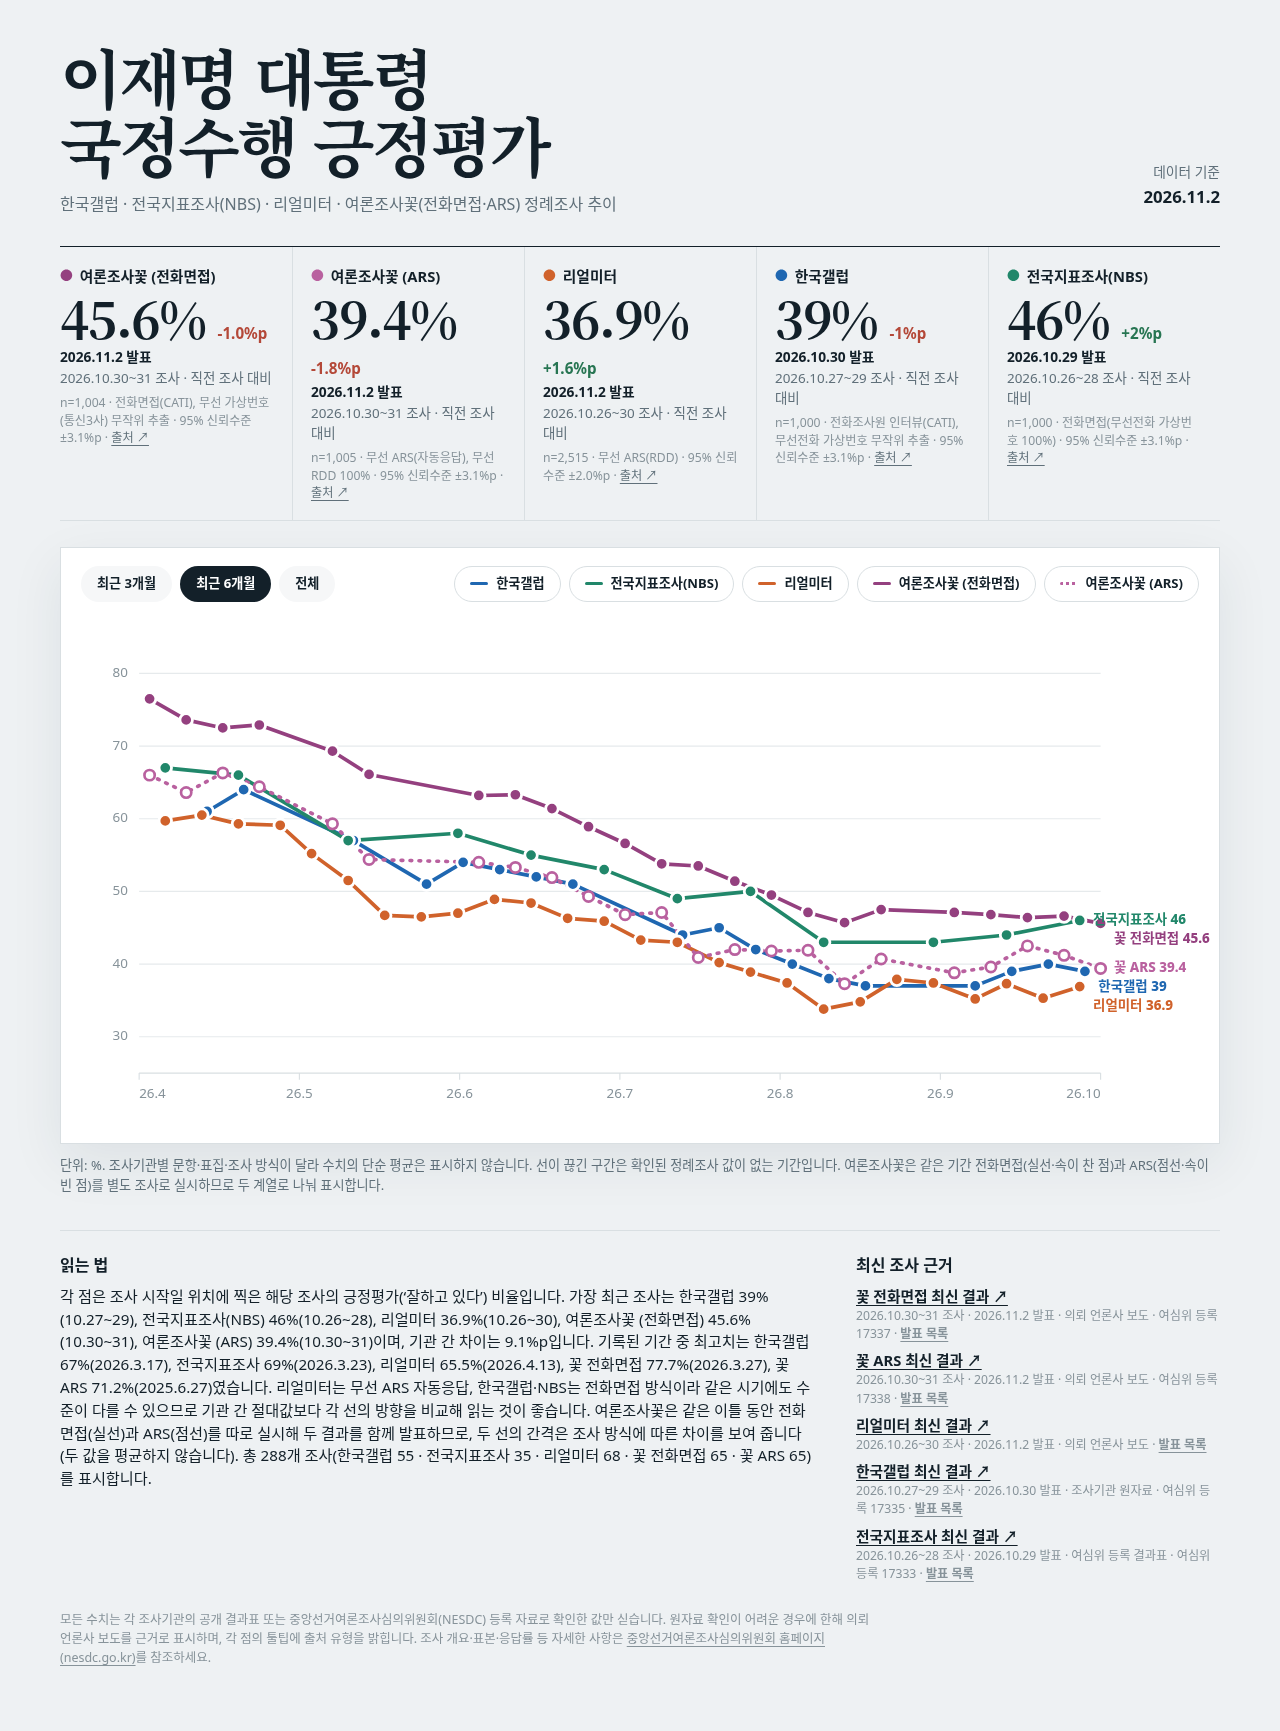 이재명 대통령
국정수행 긍정평가
한국갤럽 · 전국지표조사(NBS) · 리얼미터 · 여론조사꽃(전화면접·ARS) 정례조사 추이
데이터 기준
2026.11.2
여론조사꽃 (전화면접)
45.6% -1.0%p
2026.11.2 발표
2026.10.30~31 조사 · 직전 조사 대비
n=1,004 · 전화면접(CATI), 무선 가상번호
(통신3사) 무작위 추출 · 95% 신뢰수준
±3.1%p · 출처 ↗
여론조사꽃 (ARS)
39.4%
-1.8%p
2026.11.2 발표
2026.10.30~31 조사 · 직전 조사
대비
n=1,005 · 무선 ARS(자동응답), 무선
RDD 100% · 95% 신뢰수준 ±3.1%p ·
출처 ↗
리얼미터
36.9%
+1.6%p
2026.11.2 발표
2026.10.26~30 조사 · 직전 조사
대비
n=2,515 · 무선 ARS(RDD) · 95% 신뢰
수준 ±2.0%p · 출처 ↗
한국갤럽
39% -1%p
2026.10.30 발표
2026.10.27~29 조사 · 직전 조사
대비
n=1,000 · 전화조사원 인터뷰(CATI),
무선전화 가상번호 무작위 추출 · 95%
신뢰수준 ±3.1%p · 출처 ↗
전국지표조사(NBS)
46% +2%p
2026.10.29 발표
2026.10.26~28 조사 · 직전 조사
대비
n=1,000 · 전화면접(무선전화 가상번
호 100%) · 95% 신뢰수준 ±3.1%p ·
출처 ↗
최근 3개월
최근 6개월
전체
한국갤럽
전국지표조사(NBS)
리얼미터
여론조사꽃 (전화면접)
여론조사꽃 (ARS)
80
70
60
50
40
30
전국지표조사 46
꽃 전화면접 45.6
꽃 ARS 39.4
한국갤럽 39
리얼미터 36.9
26.4
26.5
26.6
26.7
26.8
26.9
26.10
단위: %. 조사기관별 문항·표집·조사 방식이 달라 수치의 단순 평균은 표시하지 않습니다. 선이 끊긴 구간은 확인된 정례조사 값이 없는 기간입니다. 여론조사꽃은 같은 기간 전화면접(실선·속이 찬 점)과 ARS(점선·속이
빈 점)를 별도 조사로 실시하므로 두 계열로 나눠 표시합니다.
읽는 법
각 점은 조사 시작일 위치에 찍은 해당 조사의 긍정평가(‘잘하고 있다’) 비율입니다. 가장 최근 조사는 한국갤럽 39%
(10.27~29), 전국지표조사(NBS) 46%(10.26~28), 리얼미터 36.9%(10.26~30), 여론조사꽃 (전화면접) 45.6%
(10.30~31), 여론조사꽃 (ARS) 39.4%(10.30~31)이며, 기관 간 차이는 9.1%p입니다. 기록된 기간 중 최고치는 한국갤럽
67%(2026.3.17), 전국지표조사 69%(2026.3.23), 리얼미터 65.5%(2026.4.13), 꽃 전화면접 77.7%(2026.3.27), 꽃
ARS 71.2%(2025.6.27)였습니다. 리얼미터는 무선 ARS 자동응답, 한국갤럽·NBS는 전화면접 방식이라 같은 시기에도 수
준이 다를 수 있으므로 기관 간 절대값보다 각 선의 방향을 비교해 읽는 것이 좋습니다. 여론조사꽃은 같은 이틀 동안 전화
면접(실선)과 ARS(점선)를 따로 실시해 두 결과를 함께 발표하므로, 두 선의 간격은 조사 방식에 따른 차이를 보여 줍니다
(두 값을 평균하지 않습니다). 총 288개 조사(한국갤럽 55 · 전국지표조사 35 · 리얼미터 68 · 꽃 전화면접 65 · 꽃 ARS 65)
를 표시합니다.
최신 조사 근거
꽃 전화면접 최신 결과 ↗
2026.10.30~31 조사 · 2026.11.2 발표 · 의뢰 언론사 보도 · 여심위 등록
17337 · 발표 목록
꽃 ARS 최신 결과 ↗
2026.10.30~31 조사 · 2026.11.2 발표 · 의뢰 언론사 보도 · 여심위 등록
17338 · 발표 목록
리얼미터 최신 결과 ↗
2026.10.26~30 조사 · 2026.11.2 발표 · 의뢰 언론사 보도 · 발표 목록
한국갤럽 최신 결과 ↗
2026.10.27~29 조사 · 2026.10.30 발표 · 조사기관 원자료 · 여심위 등
록 17335 · 발표 목록
전국지표조사 최신 결과 ↗
2026.10.26~28 조사 · 2026.10.29 발표 · 여심위 등록 결과표 · 여심위
등록 17333 · 발표 목록
모든 수치는 각 조사기관의 공개 결과표 또는 중앙선거여론조사심의위원회(NESDC) 등록 자료로 확인한 값만 싣습니다. 원자료 확인이 어려운 경우에 한해 의뢰
언론사 보도를 근거로 표시하며, 각 점의 툴팁에 출처 유형을 밝힙니다. 조사 개요·표본·응답률 등 자세한 사항은 중앙선거여론조사심의위원회 홈페이지
(nesdc.go.kr)를 참조하세요.